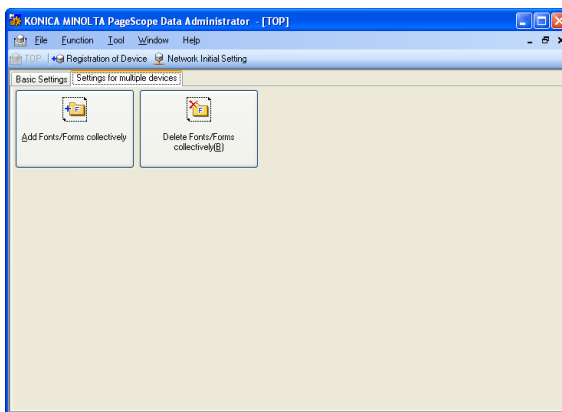 KONICA MINOLTA PageScope Data Administrator - [TOP]
File Function Tool Window Help
TOP Registration of Device Network Initial Setting
Basic Settings Settings for multiple devices
Add Fonts/Forms collectively
Delete Fonts/Forms
collectively(B)